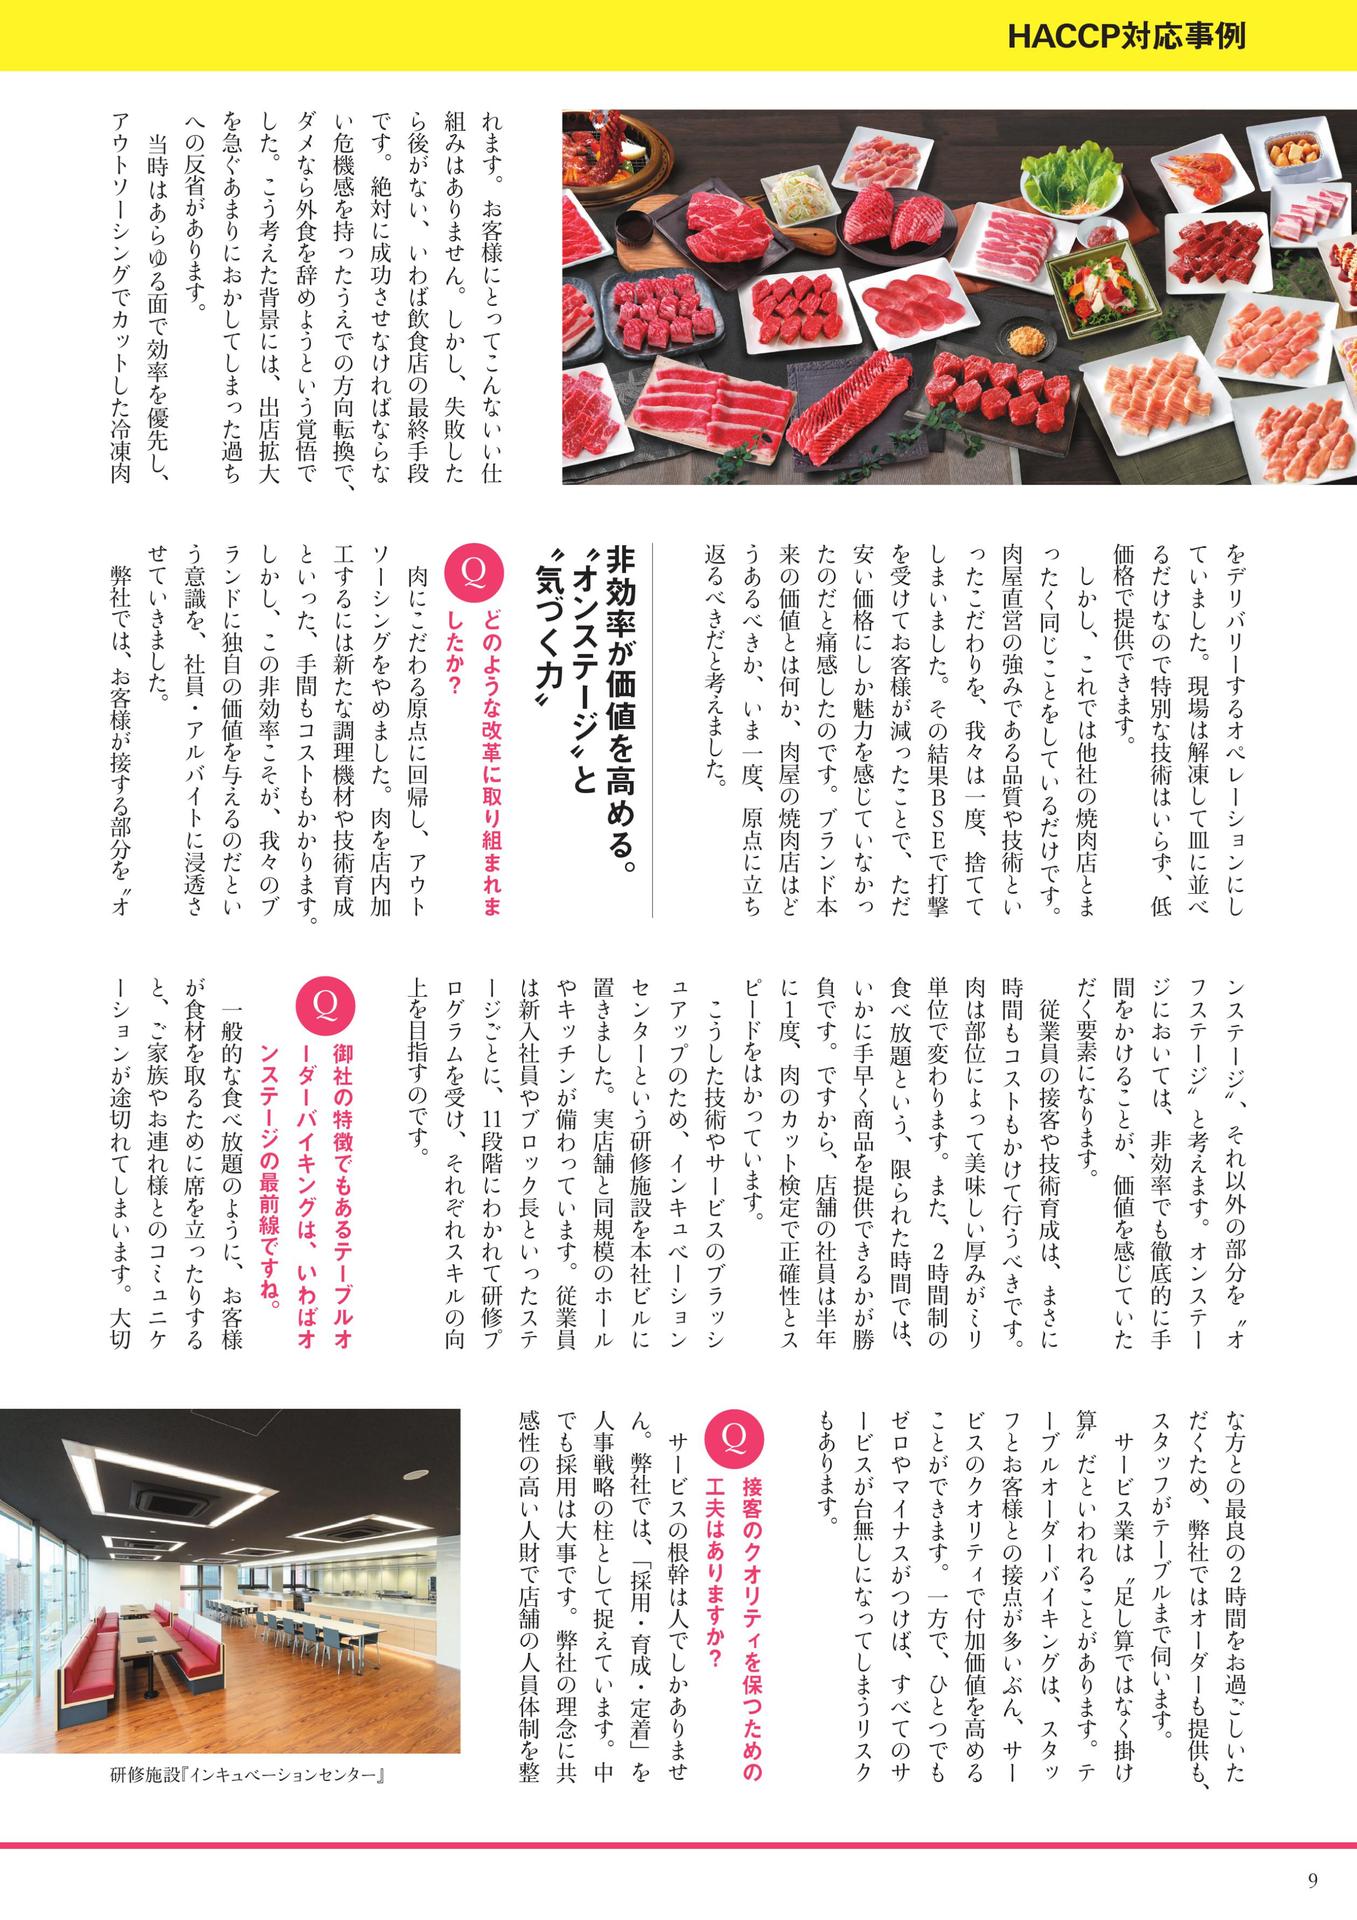 HACCP対応事例
れます。お客様にとってこんないい仕
組みはありません。しかし、失敗した
ら後がない、いわば飲食店の最終手段
です。絶対に成功させなければならな
い危機感を持ったうえでの方向転換で、
ダメなら外食を辞めようという覚悟で
した。こう考えた背景には、出店拡大
を急ぐあまりにおかしてしまった過ち
への反省があります。
当時はあらゆる面で効率を優先し、
アウトソーシングでカットした冷凍肉
をデリバリーするオペレーションにし
ていました。現場は解凍して皿に並べ
るだけなので特別な技術はいらず、低
価格で提供できます。
しかし、これでは他社の焼肉店とま
ったく同じことをしているだけです。
肉屋直営の強みである品質や技術とい
ったこだわりを、我々は一度、捨てて
しまいました。その結果BSEで打撃
を受けてお客様が減ったことで、ただ
安い価格にしか魅力を感じていなかっ
たのだと痛感したのです。ブランド本
来の価値とは何か、肉屋の焼肉店はど
うあるべきか、いま一度、原点に立ち
返るべきだと考えました。
非効率が価値を高める。
〝オンステージ〟と
〝気づく力〟
Q
どのような改革に取り組まれま
したか?
肉にこだわる原点に回帰し、アウト
ソーシングをやめました。肉を店内加
工するには新たな調理機材や技術育成
といった、手間もコストもかかります。
しかし、この非効率こそが、我々のブ
ランドに独自の価値を与えるのだとい
う意識を、社員・アルバイトに浸透さ
せていきました。
弊社では、お客様が接する部分を〝オ
ンステージ〟、それ以外の部分を〝オ
フステージ〟と考えます。オンステー
ジにおいては、非効率でも徹底的に手
間をかけることが、価値を感じていた
だく要素になります。
従業員の接客や技術育成は、まさに
時間もコストもかけて行うべきです。
肉は部位によって美味しい厚みがミリ
単位で変わります。また、2時間制の
食べ放題という、限られた時間では、
いかに手早く商品を提供できるかが勝
負です。ですから、店舗の社員は半年
に1度、肉のカット検定で正確性とス
ピードをはかっています。
こうした技術やサービスのブラッシ
ュアップのため、インキュベーション
センターという研修施設を本社ビルに
置きました。実店舗と同規模のホール
やキッチンが備わっています。従業員
は新入社員やブロック長といったステ
ージごとに、11段階にわかれて研修プ
ログラムを受け、それぞれスキルの向
上を目指すのです。
Q
御社の特徴でもあるテーブルオ
ーダーバイキングは、いわばオ
ンステージの最前線ですね。
一般的な食べ放題のように、お客様
が食材を取るために席を立ったりする
と、ご家族やお連れ様とのコミュニケ
ーションが途切れてしまいます。大切
な方との最良の2時間をお過ごしいた
だくため、弊社ではオーダーも提供も、
スタッフがテーブルまで伺います。
サービス業は〝足し算ではなく掛け
算〟だといわれることがあります。テ
ーブルオーダーバイキングは、スタッ
フとお客様との接点が多いぶん、サー
ビスのクオリティで付加価値を高める
ことができます。一方で、ひとつでも
ゼロやマイナスがつけば、すべてのサ
ービスが台無しになってしまうリスク
もあります。
Q
接客のクオリティを保つための
工夫はありますか?
サービスの根幹は人でしかありませ
ん。弊社では、「採用・育成・定着」を
人事戦略の柱として捉えています。中
でも採用は大事です。弊社の理念に共
感性の高い人財で店舗の人員体制を整
研修施設『インキュベーションセンター』
9